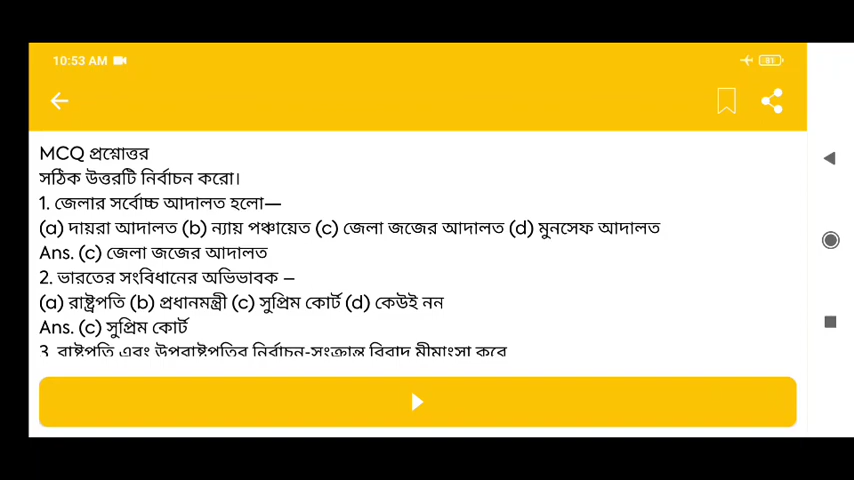 10:53 AM
81
MCQ প্রশ্নোত্তর
সঠিক উত্তরটি নির্বাচন করো।
1. জেলার সর্বোচ্চ আদালত হলো—
(a) দায়রা আদালত (b) ন্যায় পঞ্চায়েত (c) জেলা জজের আদালত (d) মুনসেফ আদালত
Ans. (c) জেলা জজের আদালত
2. ভারতের সংবিধানের অভিভাবক –
(a) রাষ্ট্রপতি (b) প্রধানমন্ত্রী (c) সুপ্রিম কোর্ট (d) কেউই নন
Ans. (c) সুপ্রিম কোর্ট
3. রাষ্ট্রপতি এবং উপরাষ্ট্রপতির নির্বাচন-সংক্রান্ত বিবাদ মীমাংসা করে